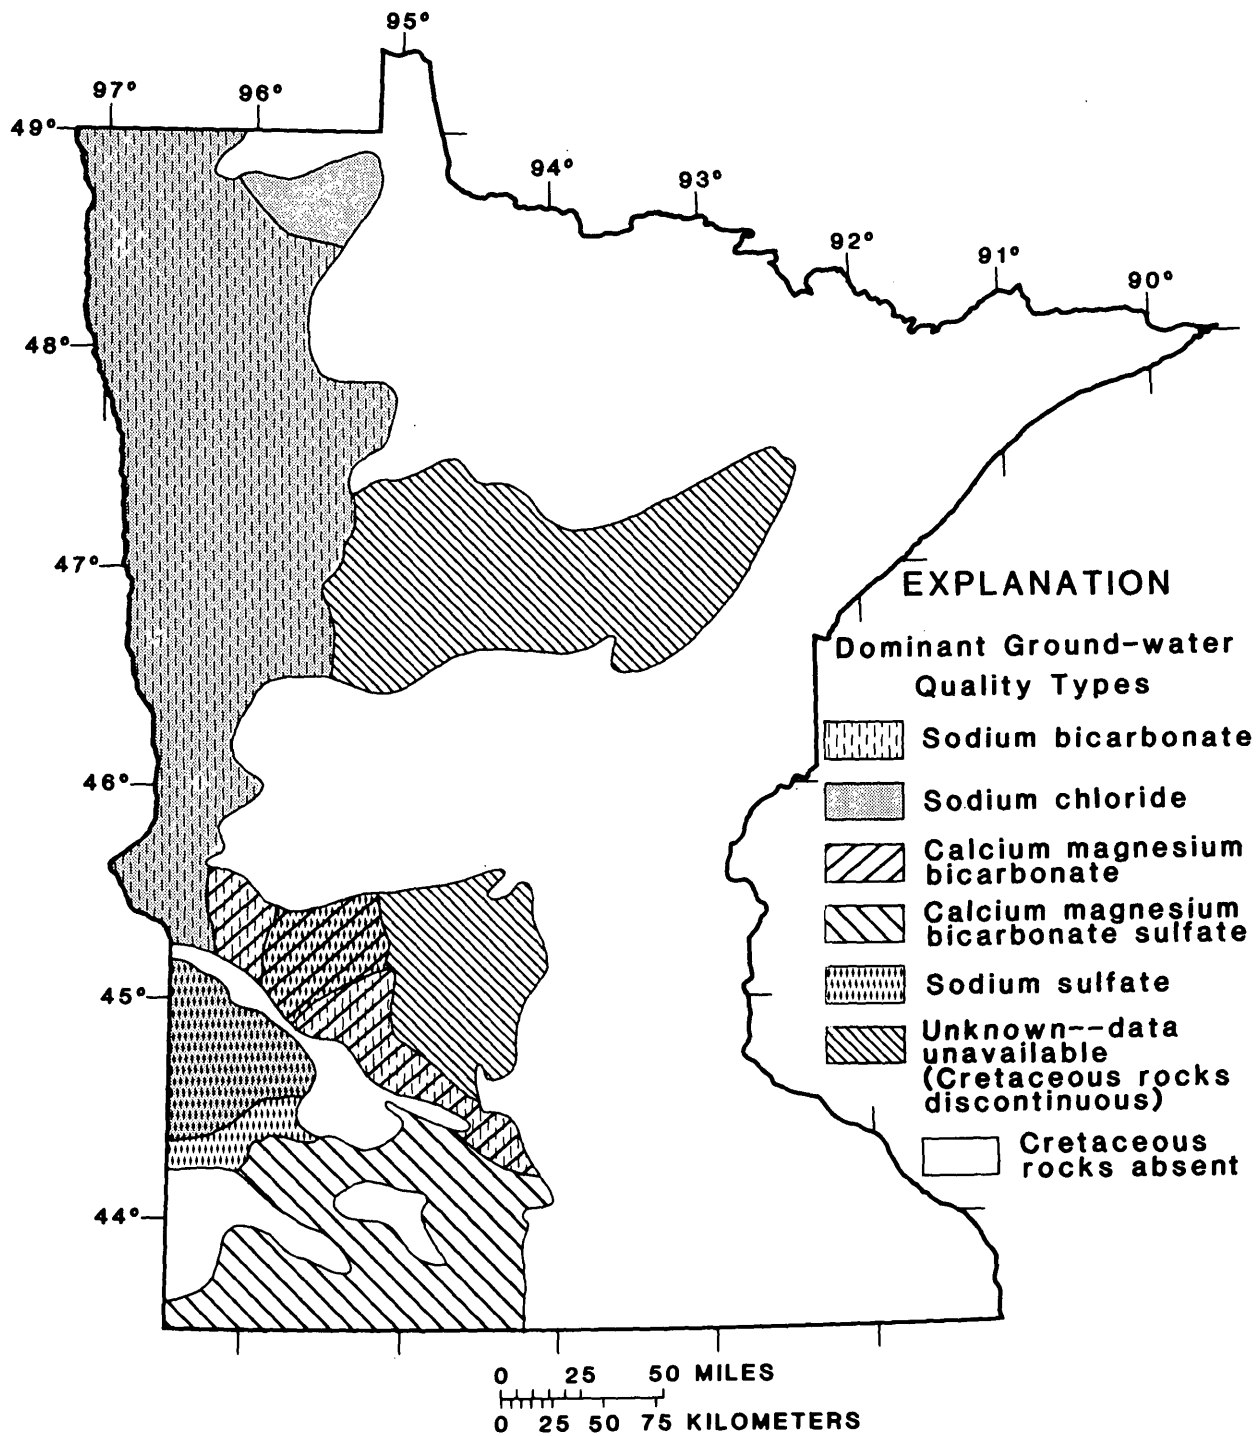 95°
97° 96°
49°
94° 93°
92° 91° 90°
48°
47°
46°
45°
44°
EXPLANATION
Dominant Ground-water
Quality Types
Sodium bicarbonate
Sodium chloride
Calcium magnesium
bicarbonate
Calcium magnesium
bicarbonate sulfate
Sodium sulfate
Unknown--data
unavailable
(Cretaceous rocks
discontinuous)
Cretaceous
rocks absent
0 25 50 MILES
0 25 50 75 KILOMETERS